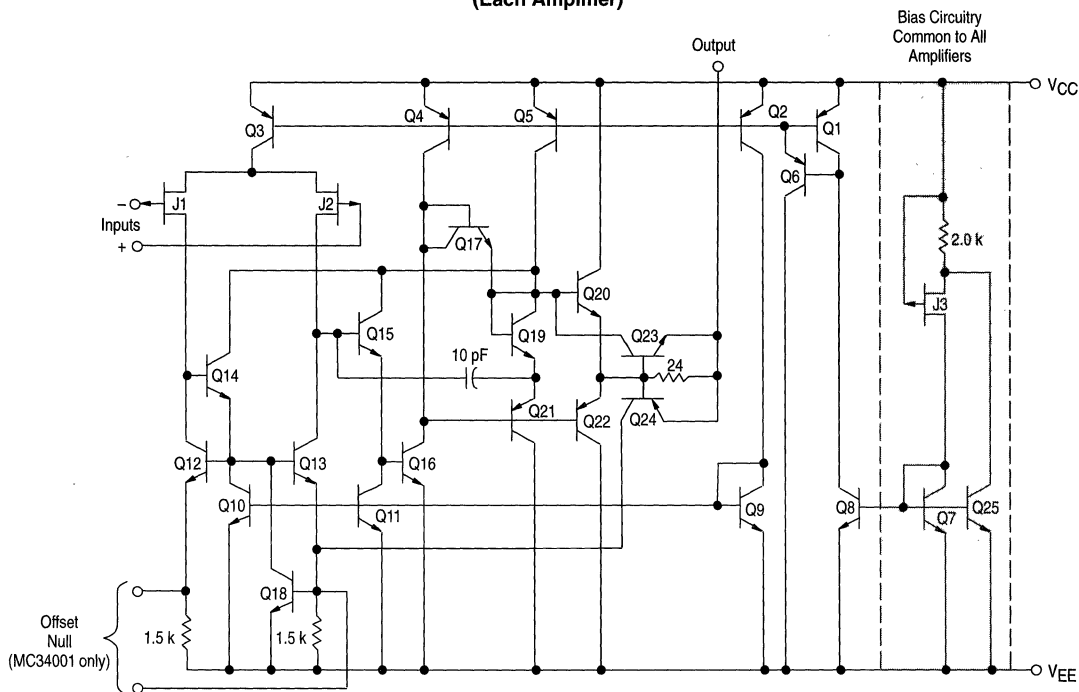 (Each Amplifier)
Bias Circuitry
Common to All
Amplifiers
Output
VCC
Q3
Q4
Q5
Q2
Q1
Q6
−
J1
J2
Inputs
+
Q17
2.0 k
J3
Q20
Q15
Q19
Q23
10 pF
24
Q14
Q21
Q22
Q24
Q12
Q13
Q16
Q10
Q11
Q9
Q8
Q7
Q25
Q18
Offset
Null
(MC34001 only)
1.5 k
1.5 k
VEE